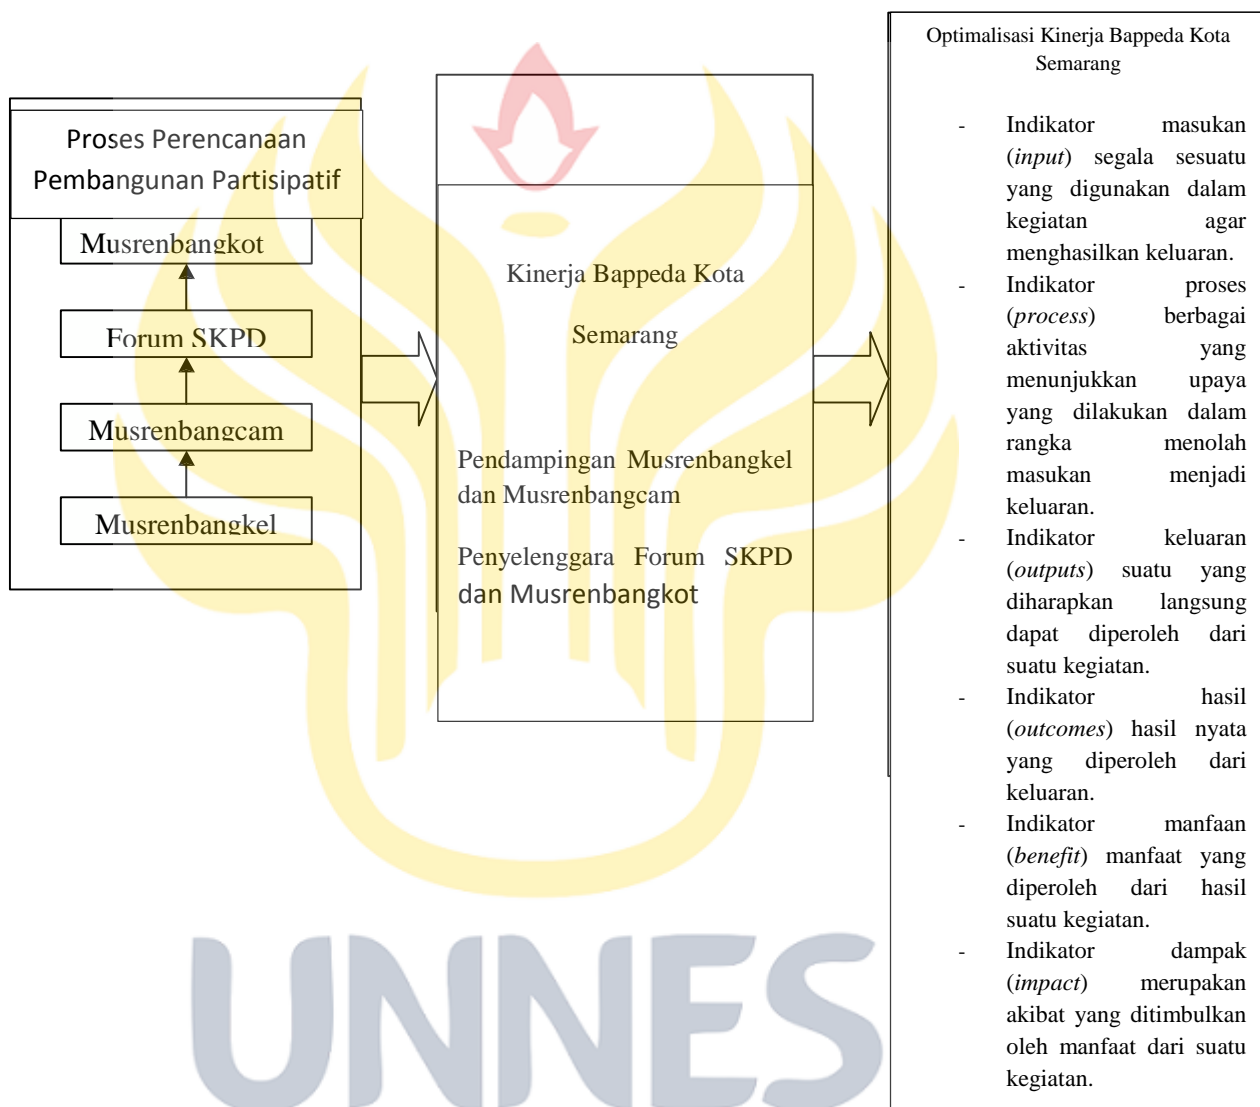 Proses Perencanaan
Pembangunan Partisipatif
Musrenbangkot
Forum SKPD
Musrenbangcam
Musrenbangkel
Kinerja Bappeda Kota
Semarang
Pendampingan Musrenbangkel
dan Musrenbangcam
Penyelenggara Forum SKPD
dan Musrenbangkot
Optimalisasi Kinerja Bappeda Kota
Semarang
- Indikator masukan
(input) segala sesuatu
yang digunakan dalam
kegiatan agar
menghasilkan keluaran.
- Indikator proses
(process) berbagai
aktivitas yang
menunjukkan upaya
yang dilakukan dalam
rangka menolah
masukan menjadi
keluaran.
- Indikator keluaran
(outputs) suatu yang
diharapkan langsung
dapat diperoleh dari
suatu kegiatan.
- Indikator hasil
(outcomes) hasil nyata
yang diperoleh dari
keluaran.
- Indikator manfaan
(benefit) manfaat yang
diperoleh dari hasil
suatu kegiatan.
- Indikator dampak
(impact) merupakan
akibat yang ditimbulkan
oleh manfaat dari suatu
kegiatan.
UNNES